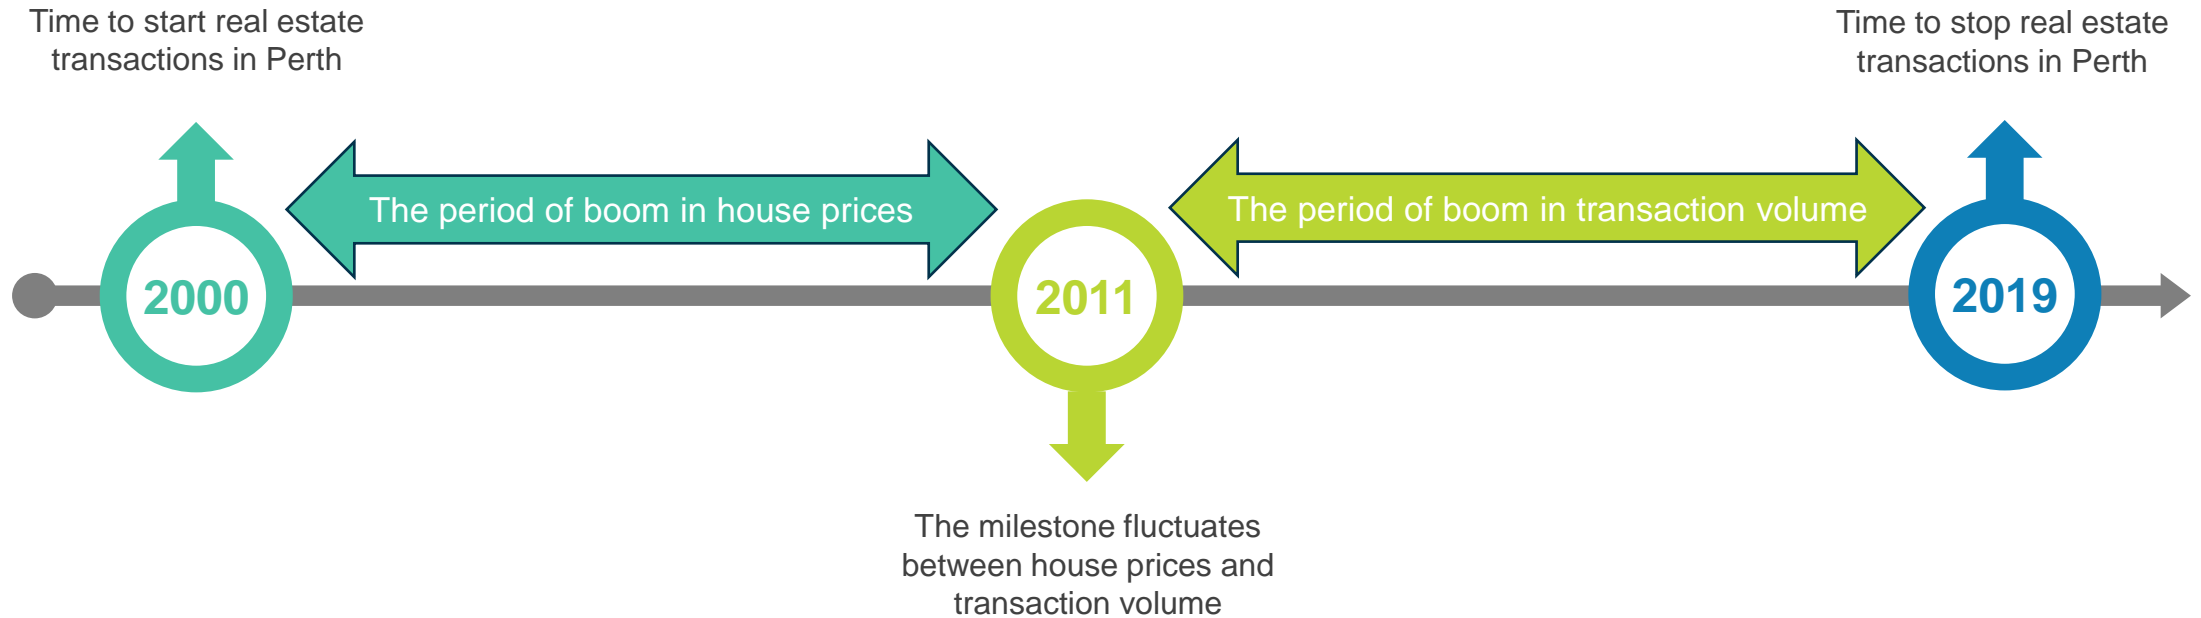 Time to start real estate
transactions in Perth
Time to stop real estate
transactions in Perth
The period of boom in house prices
The period of boom in transaction volume
2000
2011
2019
The milestone fluctuates
between house prices and
transaction volume